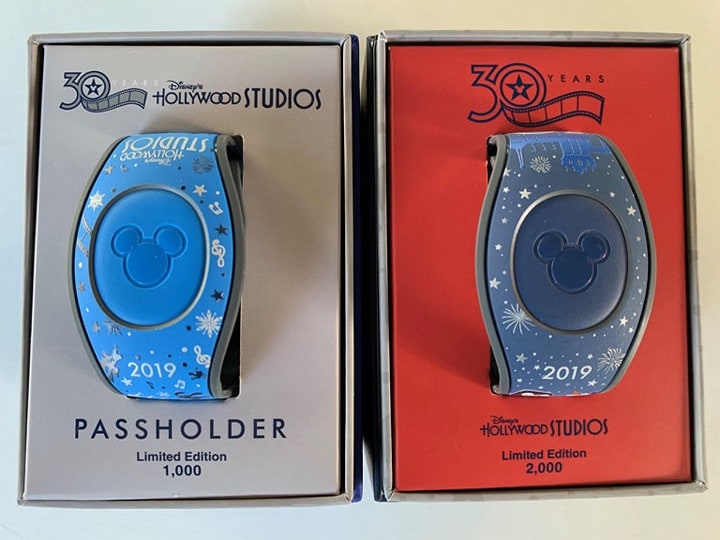 30 YEARS
Disney's
HOLLYWOOD STUDIOS
Disney's
HOLLYWOOD
STUDIOS
2019
PASSHOLDER
Limited Edition
1,000
30 YEARS
2019
Disney's
HOLLYWOOD STUDIOS
Limited Edition
2,000